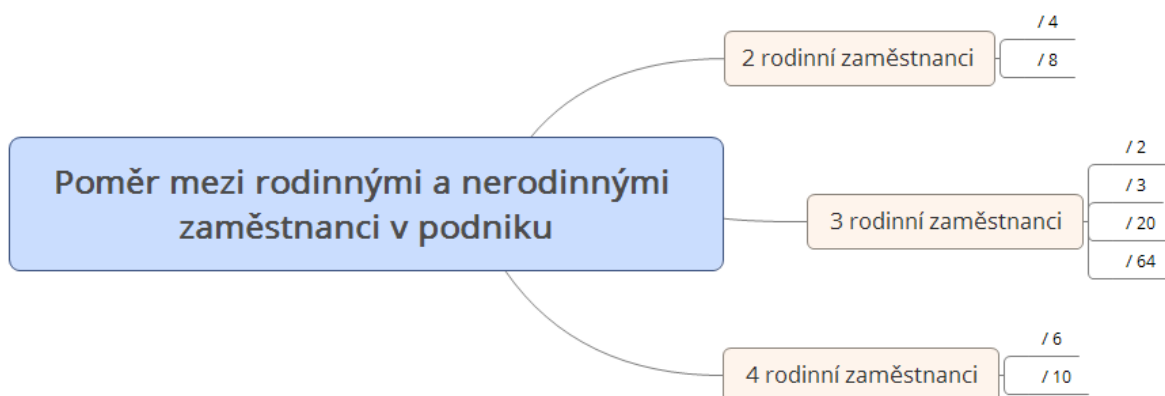 Poměr mezi rodinnými a nerodinnými
zaměstnanci v podniku
2 rodinní zaměstnanci
/ 4
/ 8
3 rodinní zaměstnanci
/ 2
/ 3
/ 20
/ 64
4 rodinní zaměstnanci
/ 6
/ 10